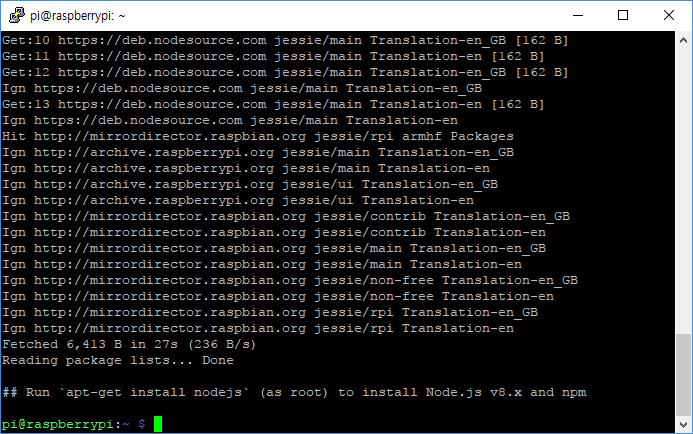 pi@raspberrypi: ~
Get:10 https://deb.nodesource.com jessie/main Translation-en_GB [162 B]
Get:11 https://deb.nodesource.com jessie/main Translation-en [162 B]
Get:12 https://deb.nodesource.com jessie/main Translation-en_GB [162 B]
Ign https://deb.nodesource.com jessie/main Translation-en_GB
Get:13 https://deb.nodesource.com jessie/main Translation-en [162 B]
Ign https://deb.nodesource.com jessie/main Translation-en
Hit http://mirrordirector.raspbian.org jessie/rpi armhf Packages
Ign http://archive.raspberrypi.org jessie/main Translation-en_GB
Ign http://archive.raspberrypi.org jessie/main Translation-en
Ign http://archive.raspberrypi.org jessie/ui Translation-en_GB
Ign http://archive.raspberrypi.org jessie/ui Translation-en
Ign http://mirrordirector.raspbian.org jessie/contrib Translation-en_GB
Ign http://mirrordirector.raspbian.org jessie/contrib Translation-en
Ign http://mirrordirector.raspbian.org jessie/main Translation-en_GB
Ign http://mirrordirector.raspbian.org jessie/main Translation-en
Ign http://mirrordirector.raspbian.org jessie/non-free Translation-en_GB
Ign http://mirrordirector.raspbian.org jessie/non-free Translation-en
Ign http://mirrordirector.raspbian.org jessie/rpi Translation-en_GB
Ign http://mirrordirector.raspbian.org jessie/rpi Translation-en
Fetched 6,413 B in 27s (236 B/s)
Reading package lists... Done
## Run `apt-get install nodejs` (as root) to install Node.js v8.x and npm
pi@raspberrypi:~ $